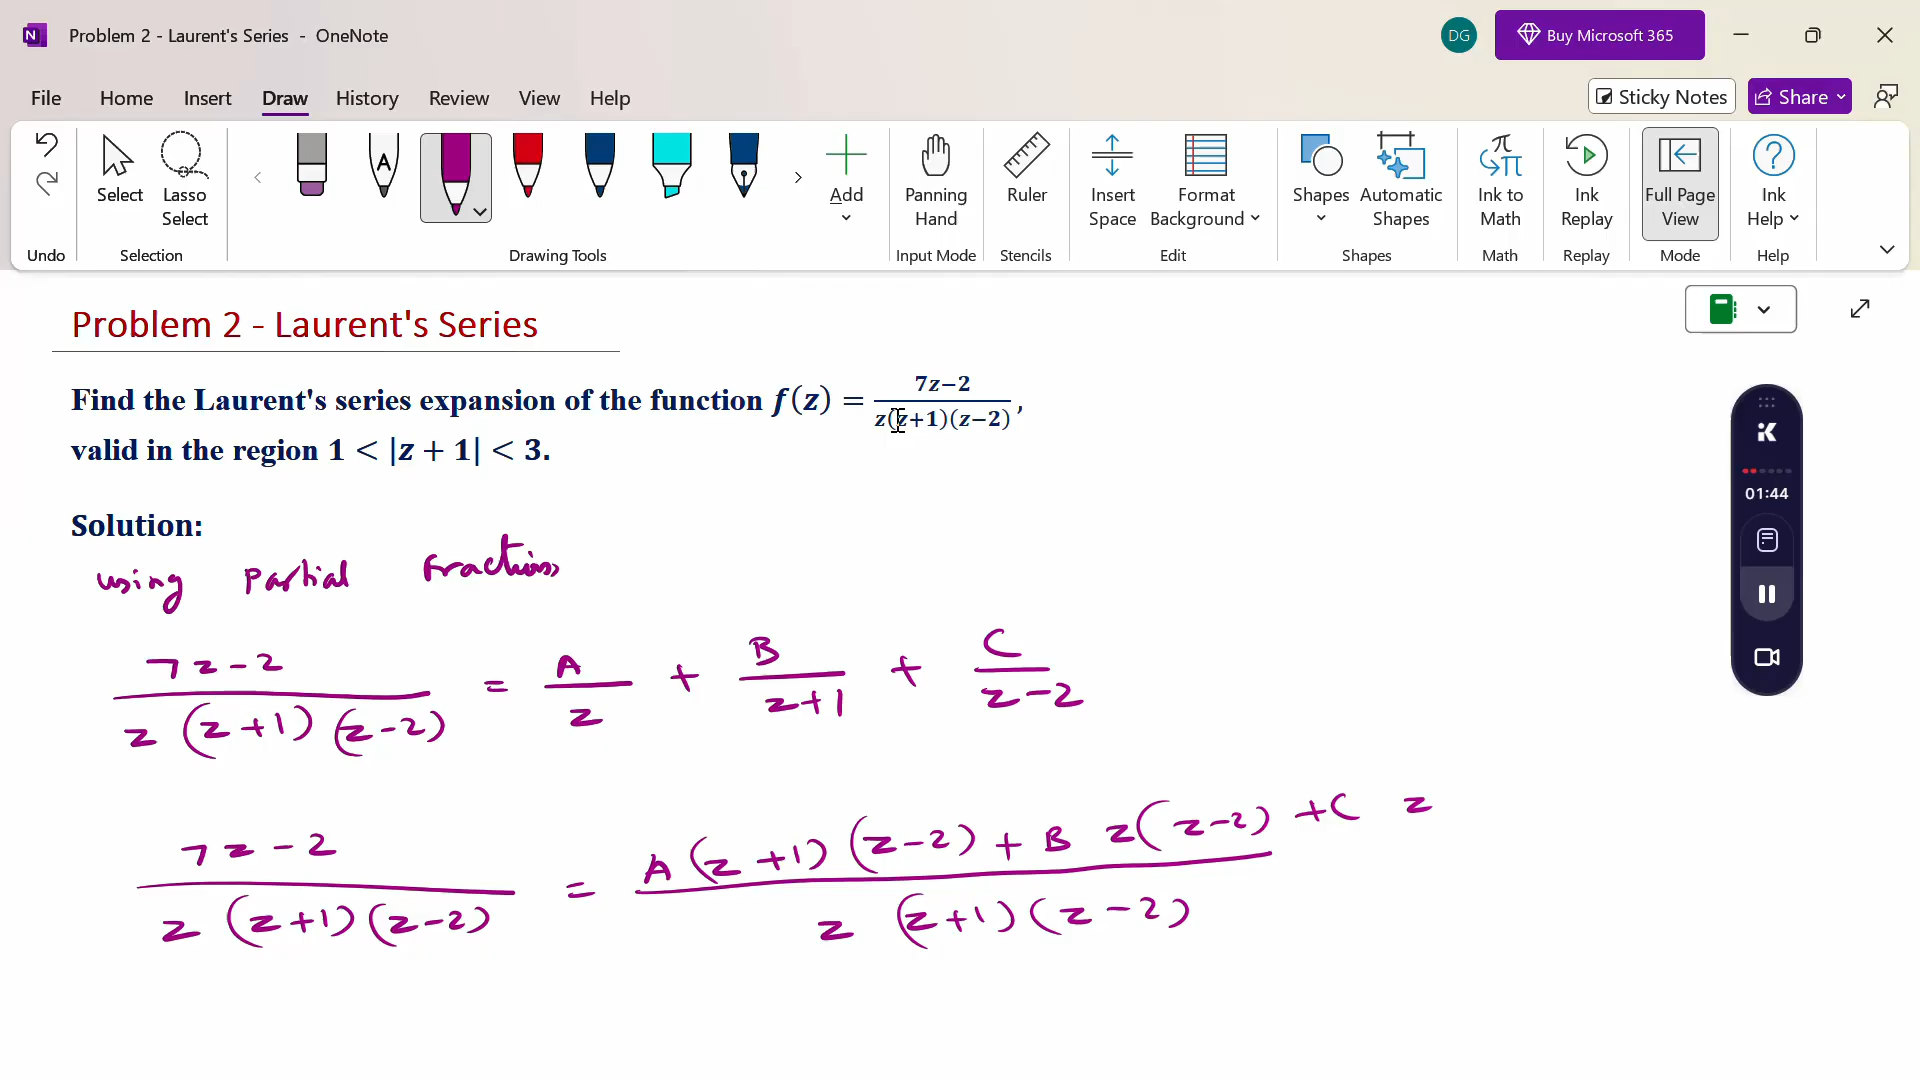 Problem 2 - Laurent's Series - OneNote
DG
Buy Microsoft 365
File Home Insert Draw History Review View Help
Sticky Notes
Share
Select
Lasso Select
A
Add
Panning Hand
Ruler
Insert Space
Format Background
Shapes
Automatic Shapes
Ink to Math
Ink Replay
Full Page View
Ink Help
Undo
Selection
Drawing Tools
Input Mode
Stencils
Edit
Shapes
Math
Replay
Mode
Help
Problem 2 - Laurent's Series
Find the Laurent's series expansion of the function f(z) = 7z−2 / z(z+1)(z−2),
valid in the region 1 < |z + 1| < 3.
01:44
Solution:
using Partial Fractions
7z-2 / z (z+1) (z-2) = A / z + B / z+1 + C / z-2
7z-2 / z (z+1)(z-2) = A (z+1) (z-2) + B z(z-2) +C z / z (z+1)(z-2)